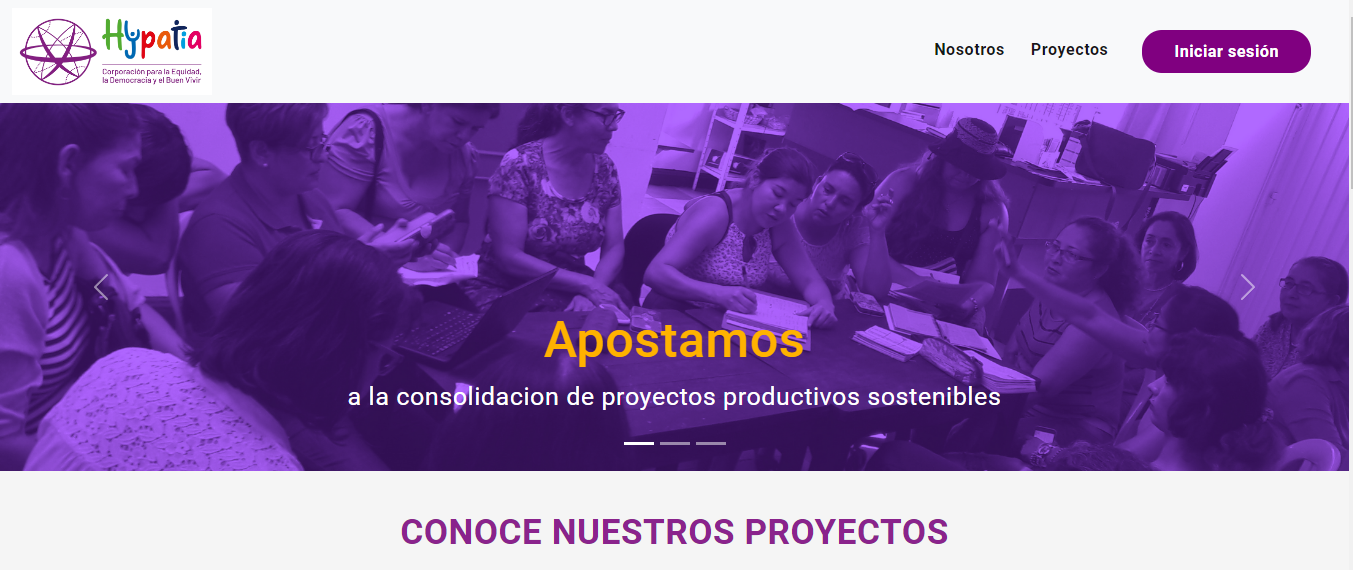 Hypatia
Corporación para la Equidad,
la Democracia y el Buen Vivir
Nosotros
Proyectos
Iniciar sesión
Apostamos
a la consolidacion de proyectos productivos sostenibles
CONOCE NUESTROS PROYECTOS